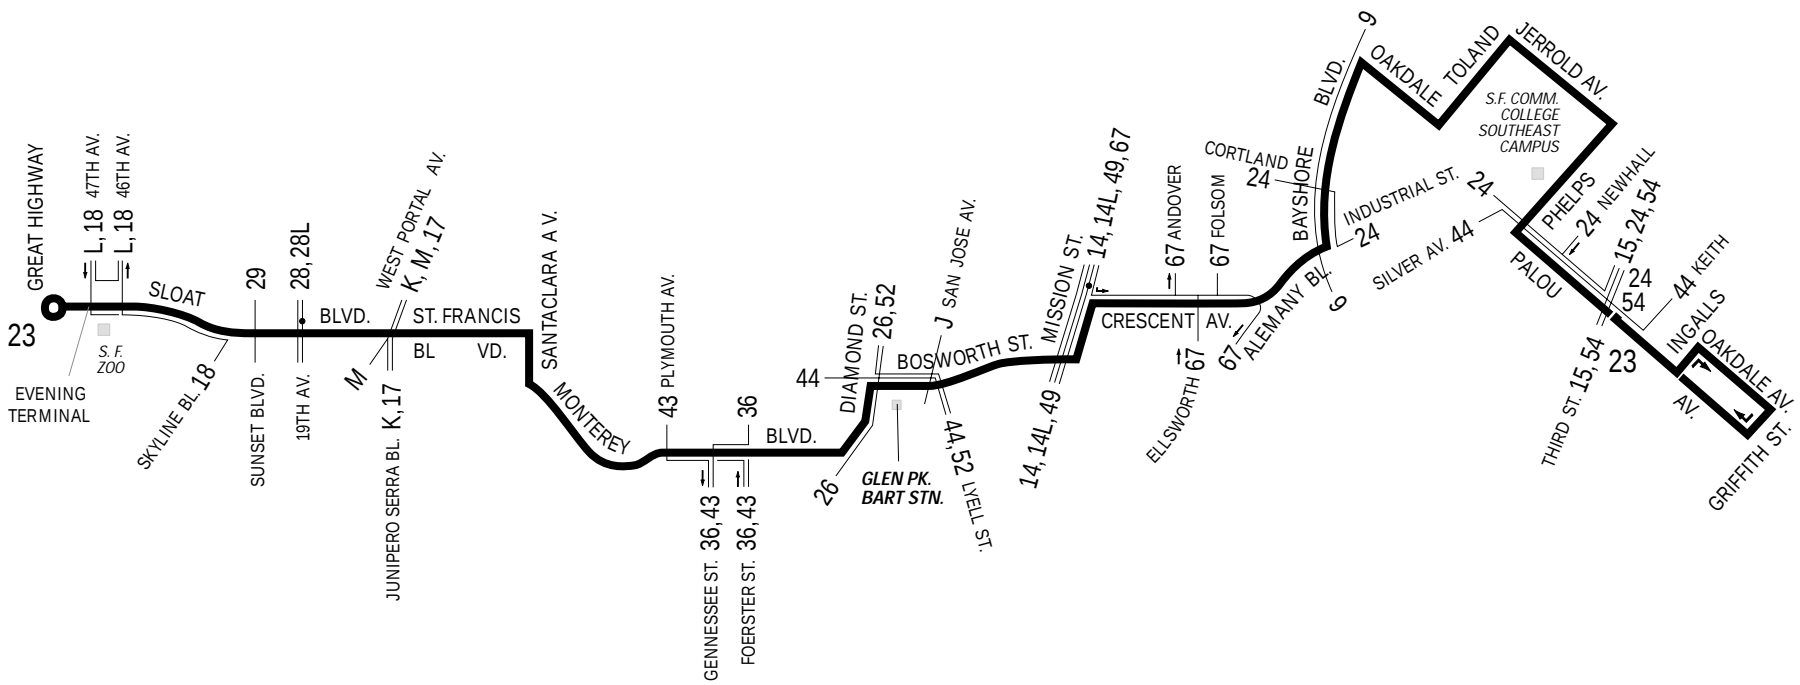 23
GREAT HIGHWAY
L, 18 47TH AV.
L, 18 46TH AV.
EVENING
TERMINAL
S. F.
ZOO
SLOAT
BLVD.
SKYLINE BL. 18
29
SUNSET BLVD.
28, 28L
19TH AV.
WEST PORTAL AV.
K, M, 17
M
JUNIPERO SERRA BL. K, 17
ST. FRANCIS
BL VD.
SANTACLARA A V.
MONTEREY
BLVD.
43 PLYMOUTH AV.
36
GENNESSEE ST. 36, 43
FOERSTER ST. 36, 43
26
44
DIAMOND ST.
26, 52
GLEN PK.
BART STN.
BOSWORTH ST.
J SAN JOSE AV.
44, 52 LYELL ST.
MISSION ST.
14, 14L, 49, 67
14, 14L, 49
CRESCENT AV.
67 ANDOVER
67 FOLSOM
ELLSWORTH 67
67
ALEMANY BL.
9
BAYSHORE BLVD.
9
CORTLAND
24
INDUSTRIAL ST.
24
OAKDALE
TOLAND
JERROLD AV.
S.F. COMM.
COLLEGE
SOUTHEAST
CAMPUS
PHELPS
24
SILVER AV. 44
24 NEWHALL
15, 24, 54
PALOU
AV.
24
54
44 KEITH
THIRD ST. 15, 54
23
INGALLS
OAKDALE AV.
GRIFFITH ST.